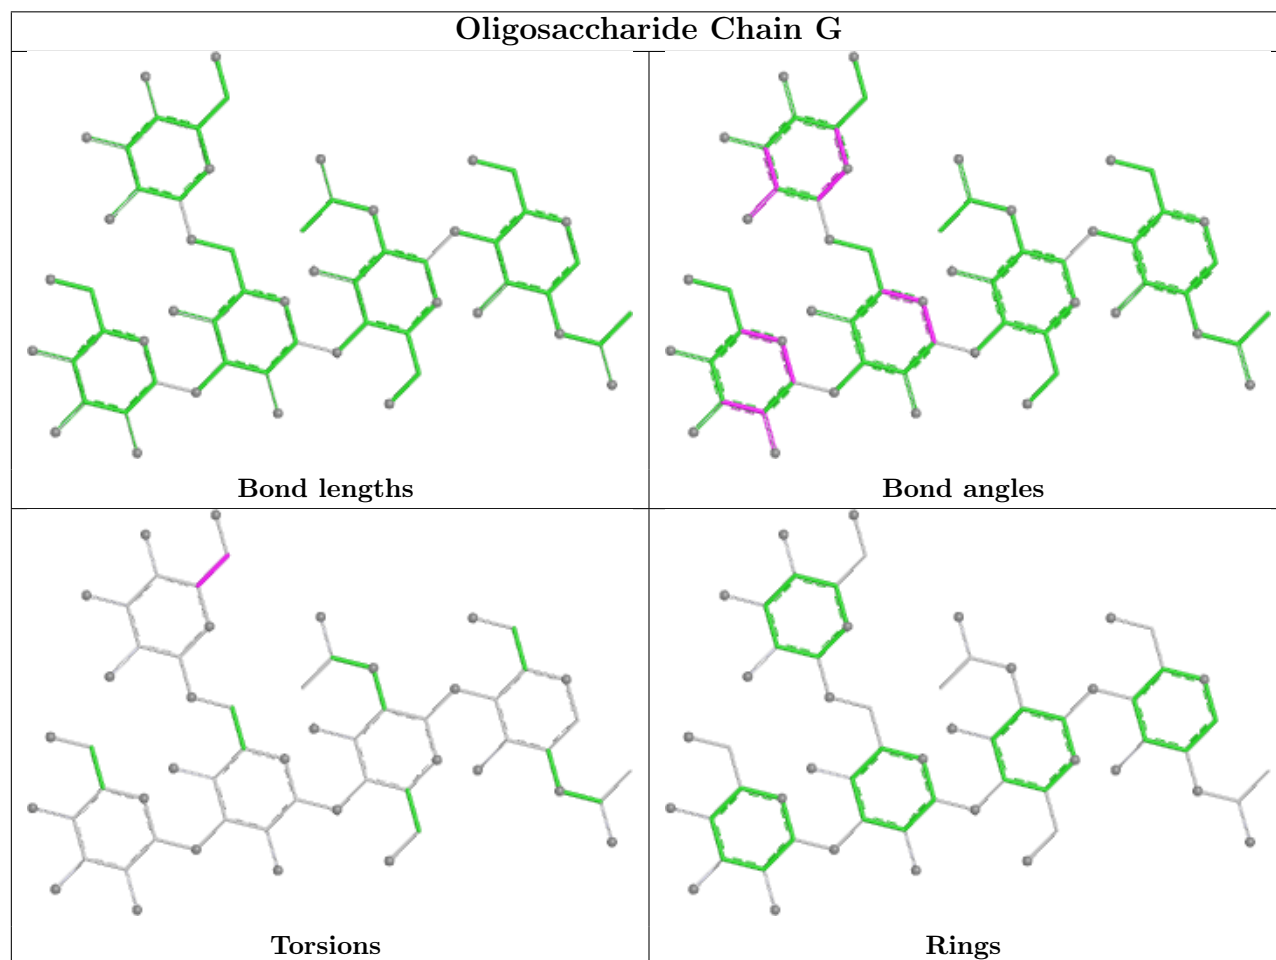 Oligosaccharide Chain G
Bond lengths
Bond angles
Torsions
Rings